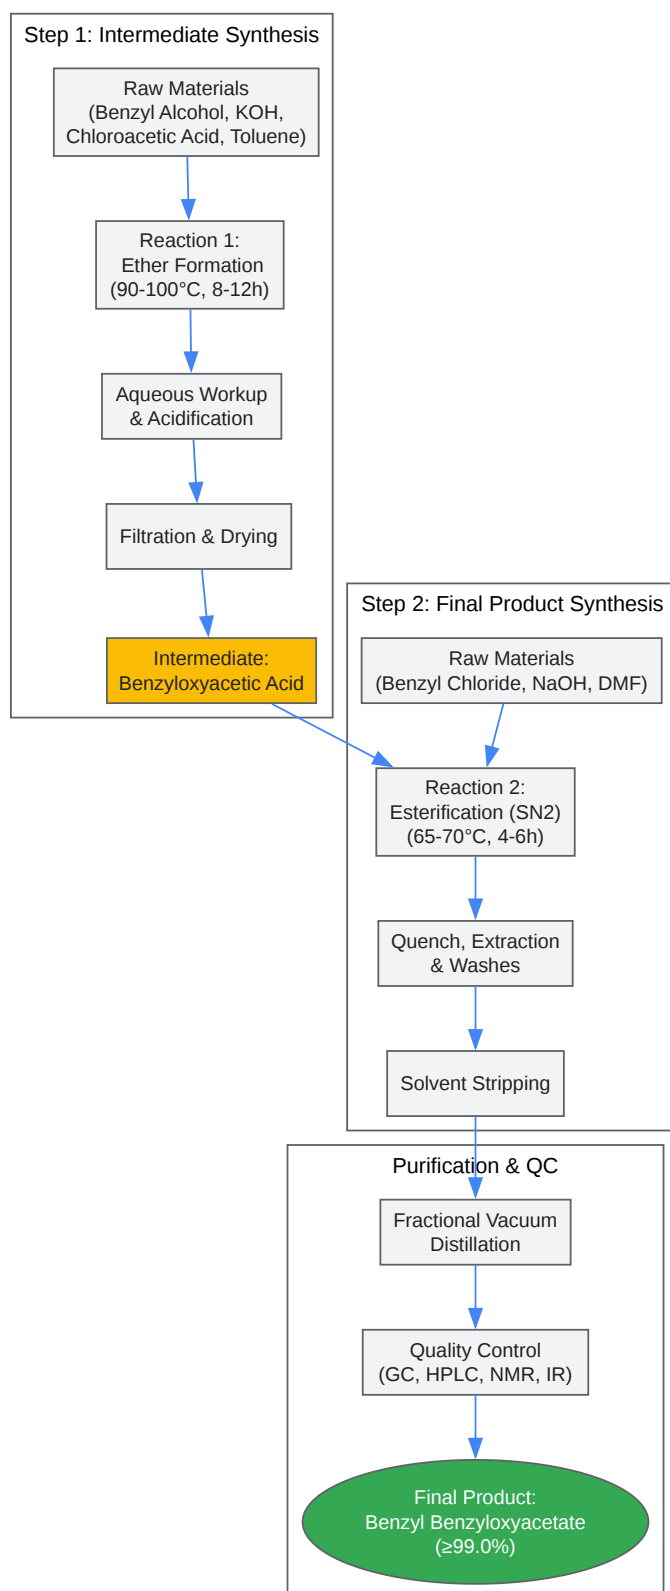 Step 1: Intermediate Synthesis
Raw Materials
(Benzyl Alcohol, KOH,
Chloroacetic Acid, Toluene)
Reaction 1:
Ether Formation
(90-100°C, 8-12h)
Aqueous Workup
& Acidification
Filtration & Drying
Intermediate:
Benzyloxyacetic Acid
Step 2: Final Product Synthesis
Raw Materials
(Benzyl Chloride, NaOH, DMF)
Reaction 2:
Esterification (SN2)
(65-70°C, 4-6h)
Quench, Extraction
& Washes
Solvent Stripping
Purification & QC
Fractional Vacuum
Distillation
Quality Control
(GC, HPLC, NMR, IR)
Final Product:
Benzyl Benzyloxyacetate
(≥99.0%)